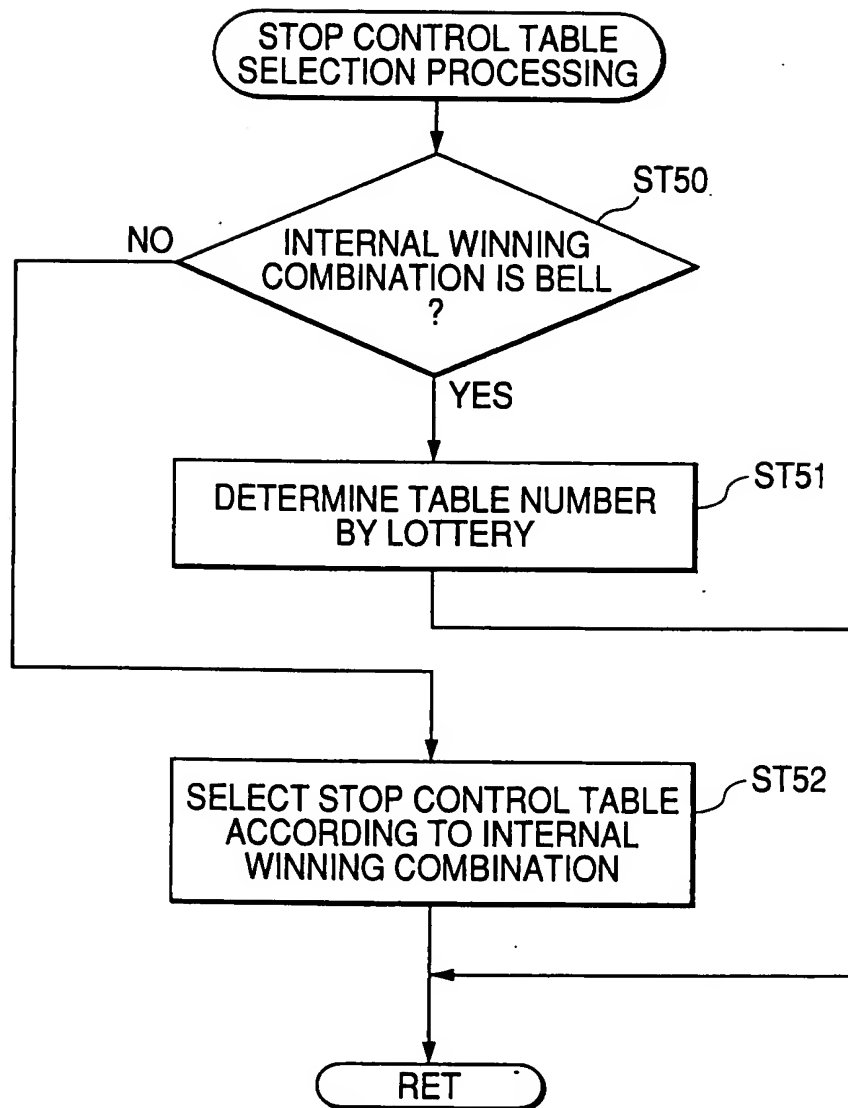 STOP CONTROL TABLE
SELECTION PROCESSING
ST50
NO
INTERNAL WINNING
COMBINATION IS BELL
?
YES
ST51
DETERMINE TABLE NUMBER
BY LOTTERY
ST52
SELECT STOP CONTROL TABLE
ACCORDING TO INTERNAL
WINNING COMBINATION
RET